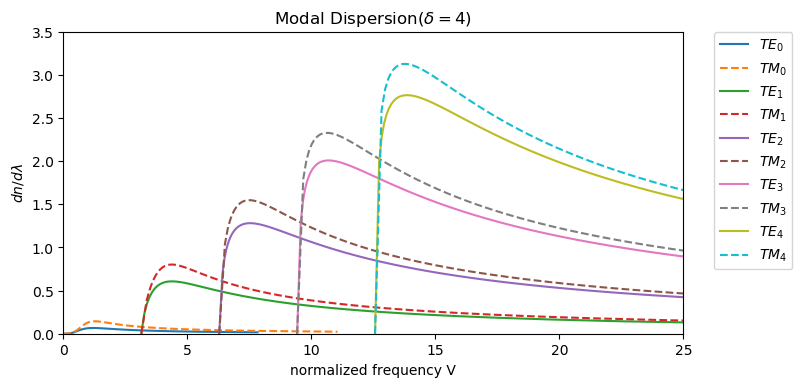 Modal Dispersion(δ = 4)
dn/dλ
3.5
3.0
2.5
2.0
1.5
1.0
0.5
0.0
0 5 10 15 20 25
normalized frequency V
TE₀
TM₀
TE₁
TM₁
TE₂
TM₂
TE₃
TM₃
TE₄
TM₄